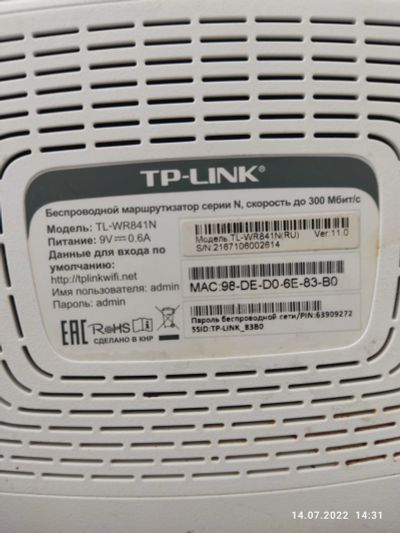 TP-LINK®
Беспроводной маршрутизатор серии N, скорость до 300 Мбит/с
Модель: TL-WR841N
Питание: 9V⎓0.6A
Данные для входа по
умолчанию:
http://tplinkwifi.net
Имя пользователя: admin
Пароль: admin
EAC RoHS
СДЕЛАНО В КНР
Модель:TL-WR841N(RU) Ver:11.0
S/N:2167106002614
MAC:98-DE-D0-6E-83-B0
Пароль беспроводной сети/PIN:63909272
SSID:TP-LINK_83B0
14.07.2022 14:31